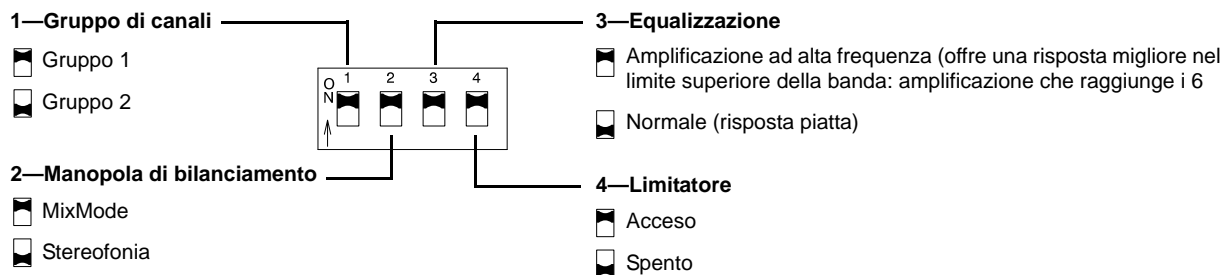 1—Gruppo di canali
Gruppo 1
Gruppo 2
2—Manopola di bilanciamento
MixMode
Stereofonia
ON
1 2 3 4
3—Equalizzazione
Amplificazione ad alta frequenza (offre una risposta migliore nel
limite superiore della banda: amplificazione che raggiunge i 6
Normale (risposta piatta)
4—Limitatore
Acceso
Spento